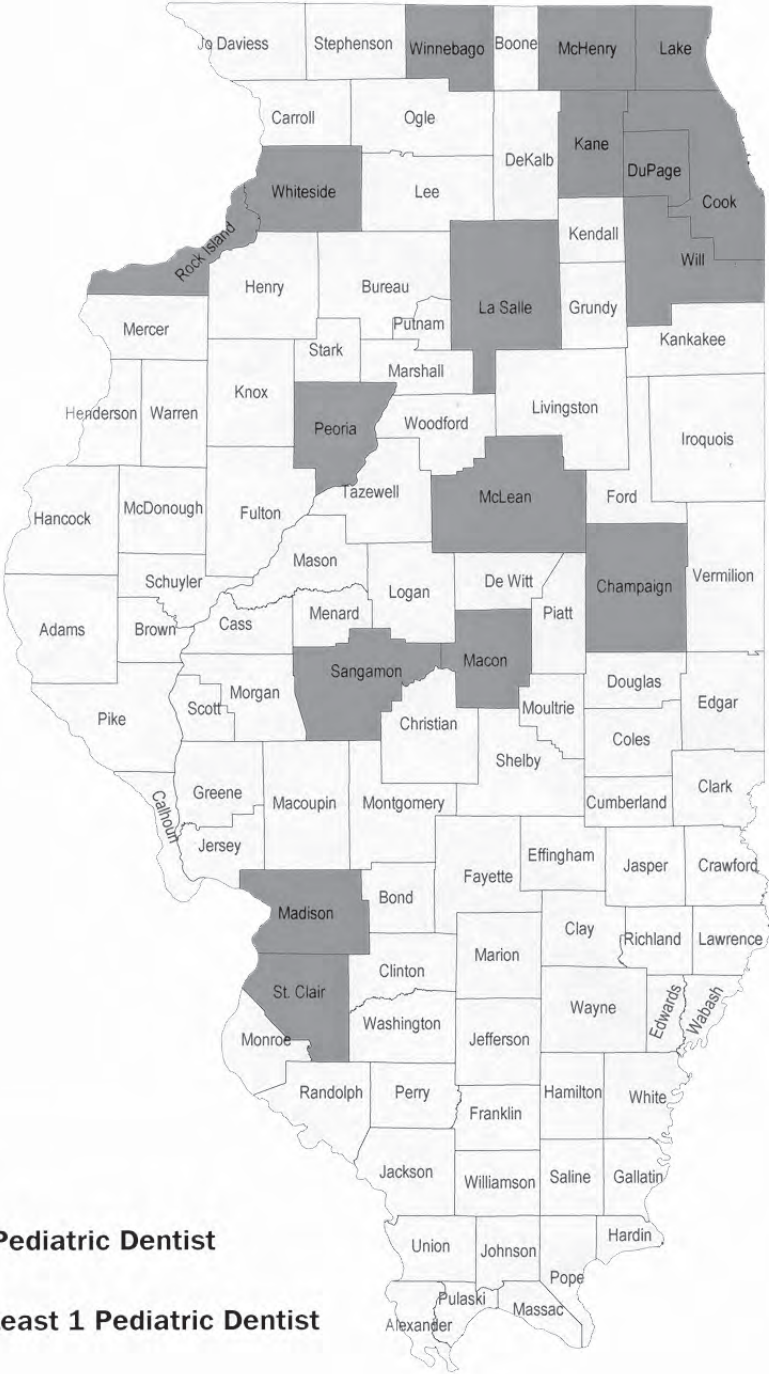 Jo Daviess
Stephenson
Winnebago
Boone
McHenry
Lake
Carroll
Ogle
DeKalb
Kane
DuPage
Cook
Whiteside
Lee
Kendall
Rock Island
Will
Henry
Bureau
La Salle
Grundy
Putnam
Mercer
Kankakee
Stark
Marshall
Knox
Henderson
Warren
Peoria
Woodford
Livingston
Iroquois
Tazewell
McLean
Ford
Hancock
McDonough
Fulton
Mason
Schuyler
Logan
De Witt
Champaign
Vermilion
Adams
Brown
Cass
Menard
Piatt
Sangamon
Macon
Douglas
Edgar
Pike
Scott
Morgan
Christian
Moultrie
Coles
Shelby
Calhoun
Greene
Macoupin
Montgomery
Cumberland
Clark
Jersey
Fayette
Effingham
Jasper
Crawford
Madison
Bond
Clay
Richland
Lawrence
Marion
St. Clair
Clinton
Wayne
Edwards
Wabash
Monroe
Washington
Jefferson
Randolph
Perry
Franklin
Hamilton
White
Jackson
Williamson
Saline
Gallatin
Pediatric Dentist
Union
Johnson
Hardin
Pope
east 1 Pediatric Dentist
Pulaski
Massac
Alexander